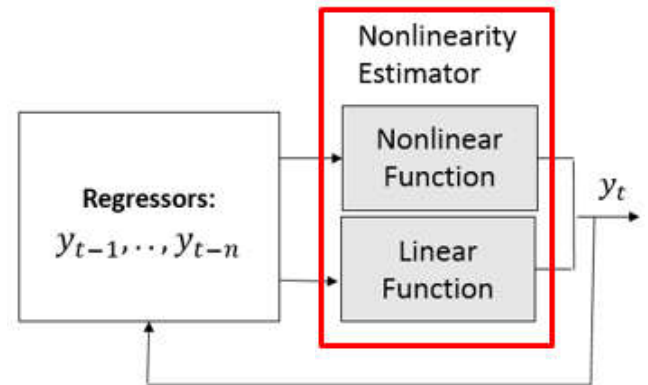 Nonlinearity
Estimator
Nonlinear
Function
Regressors:
y_{t-1},..,y_{t-n}
Linear
Function
y_t